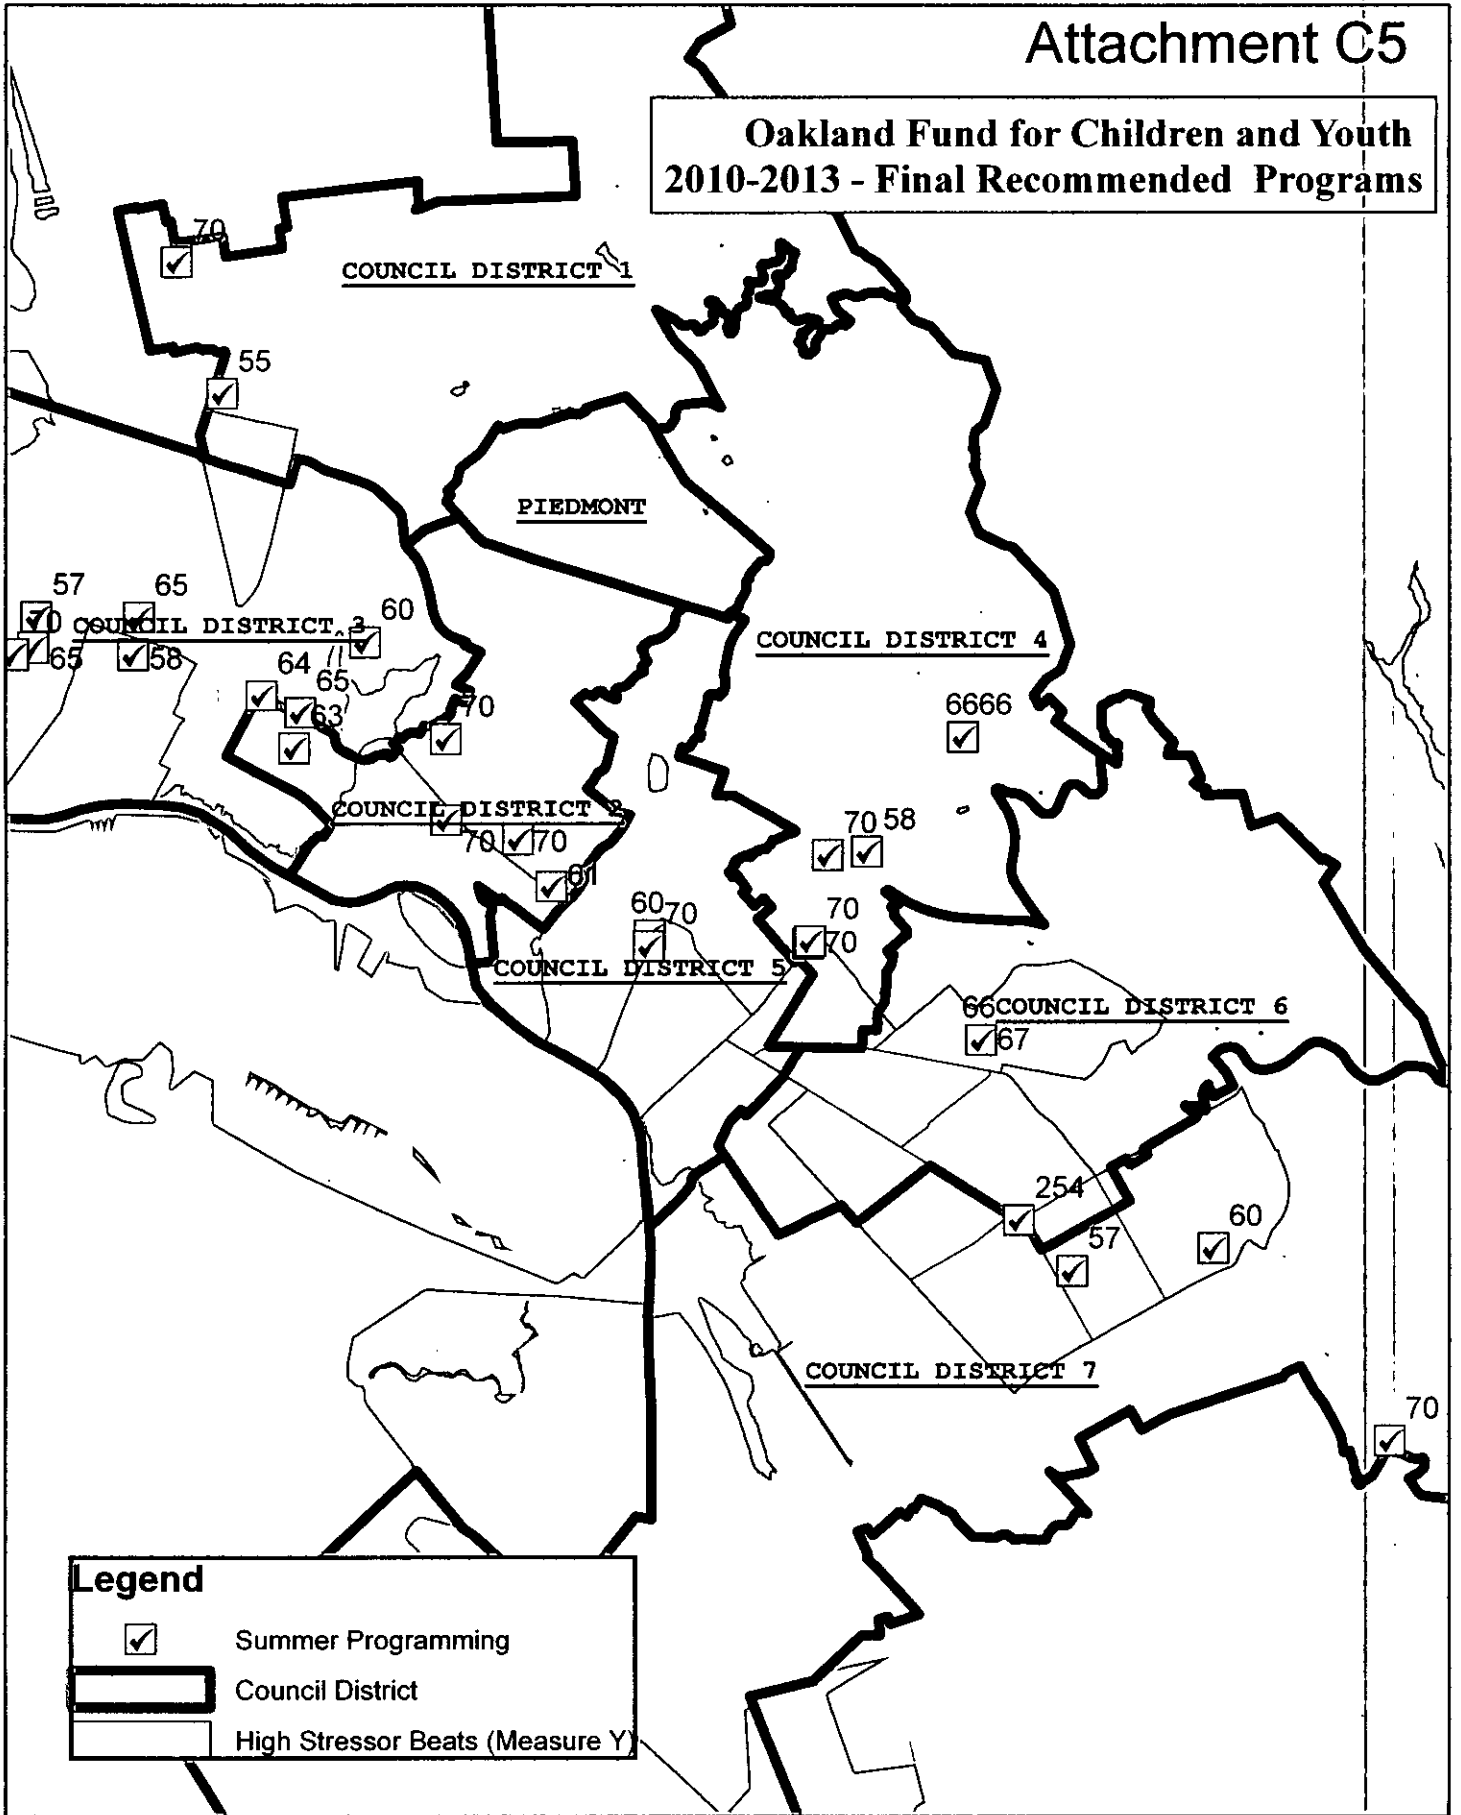 Attachment C5
Oakland Fund for Children and Youth
2010-2013 - Final Recommended Programs
70
COUNCIL DISTRICT 1
55
PIEDMONT
57
65
70
COUNCIL DISTRICT 3
60
65
58
64
65
63
COUNCIL DISTRICT 4
70
6666
COUNCIL DISTRICT 2
70
70
70
58
61
60
70
70
70
COUNCIL DISTRICT 5
66
COUNCIL DISTRICT 6
67
254
57
60
COUNCIL DISTRICT 7
70
Legend
Summer Programming
Council District
High Stressor Beats (Measure Y)